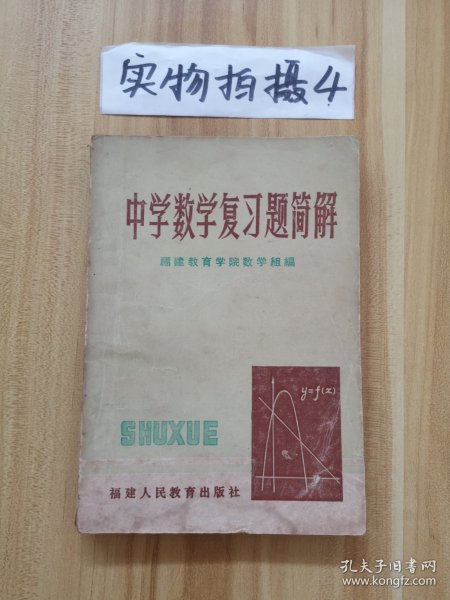 实物拍摄4
中学数学复习题简解
福建教育学院数学组编
y=f(x)
SHUXUE
福建人民教育出版社
孔夫子旧书网
www.kongfz.com